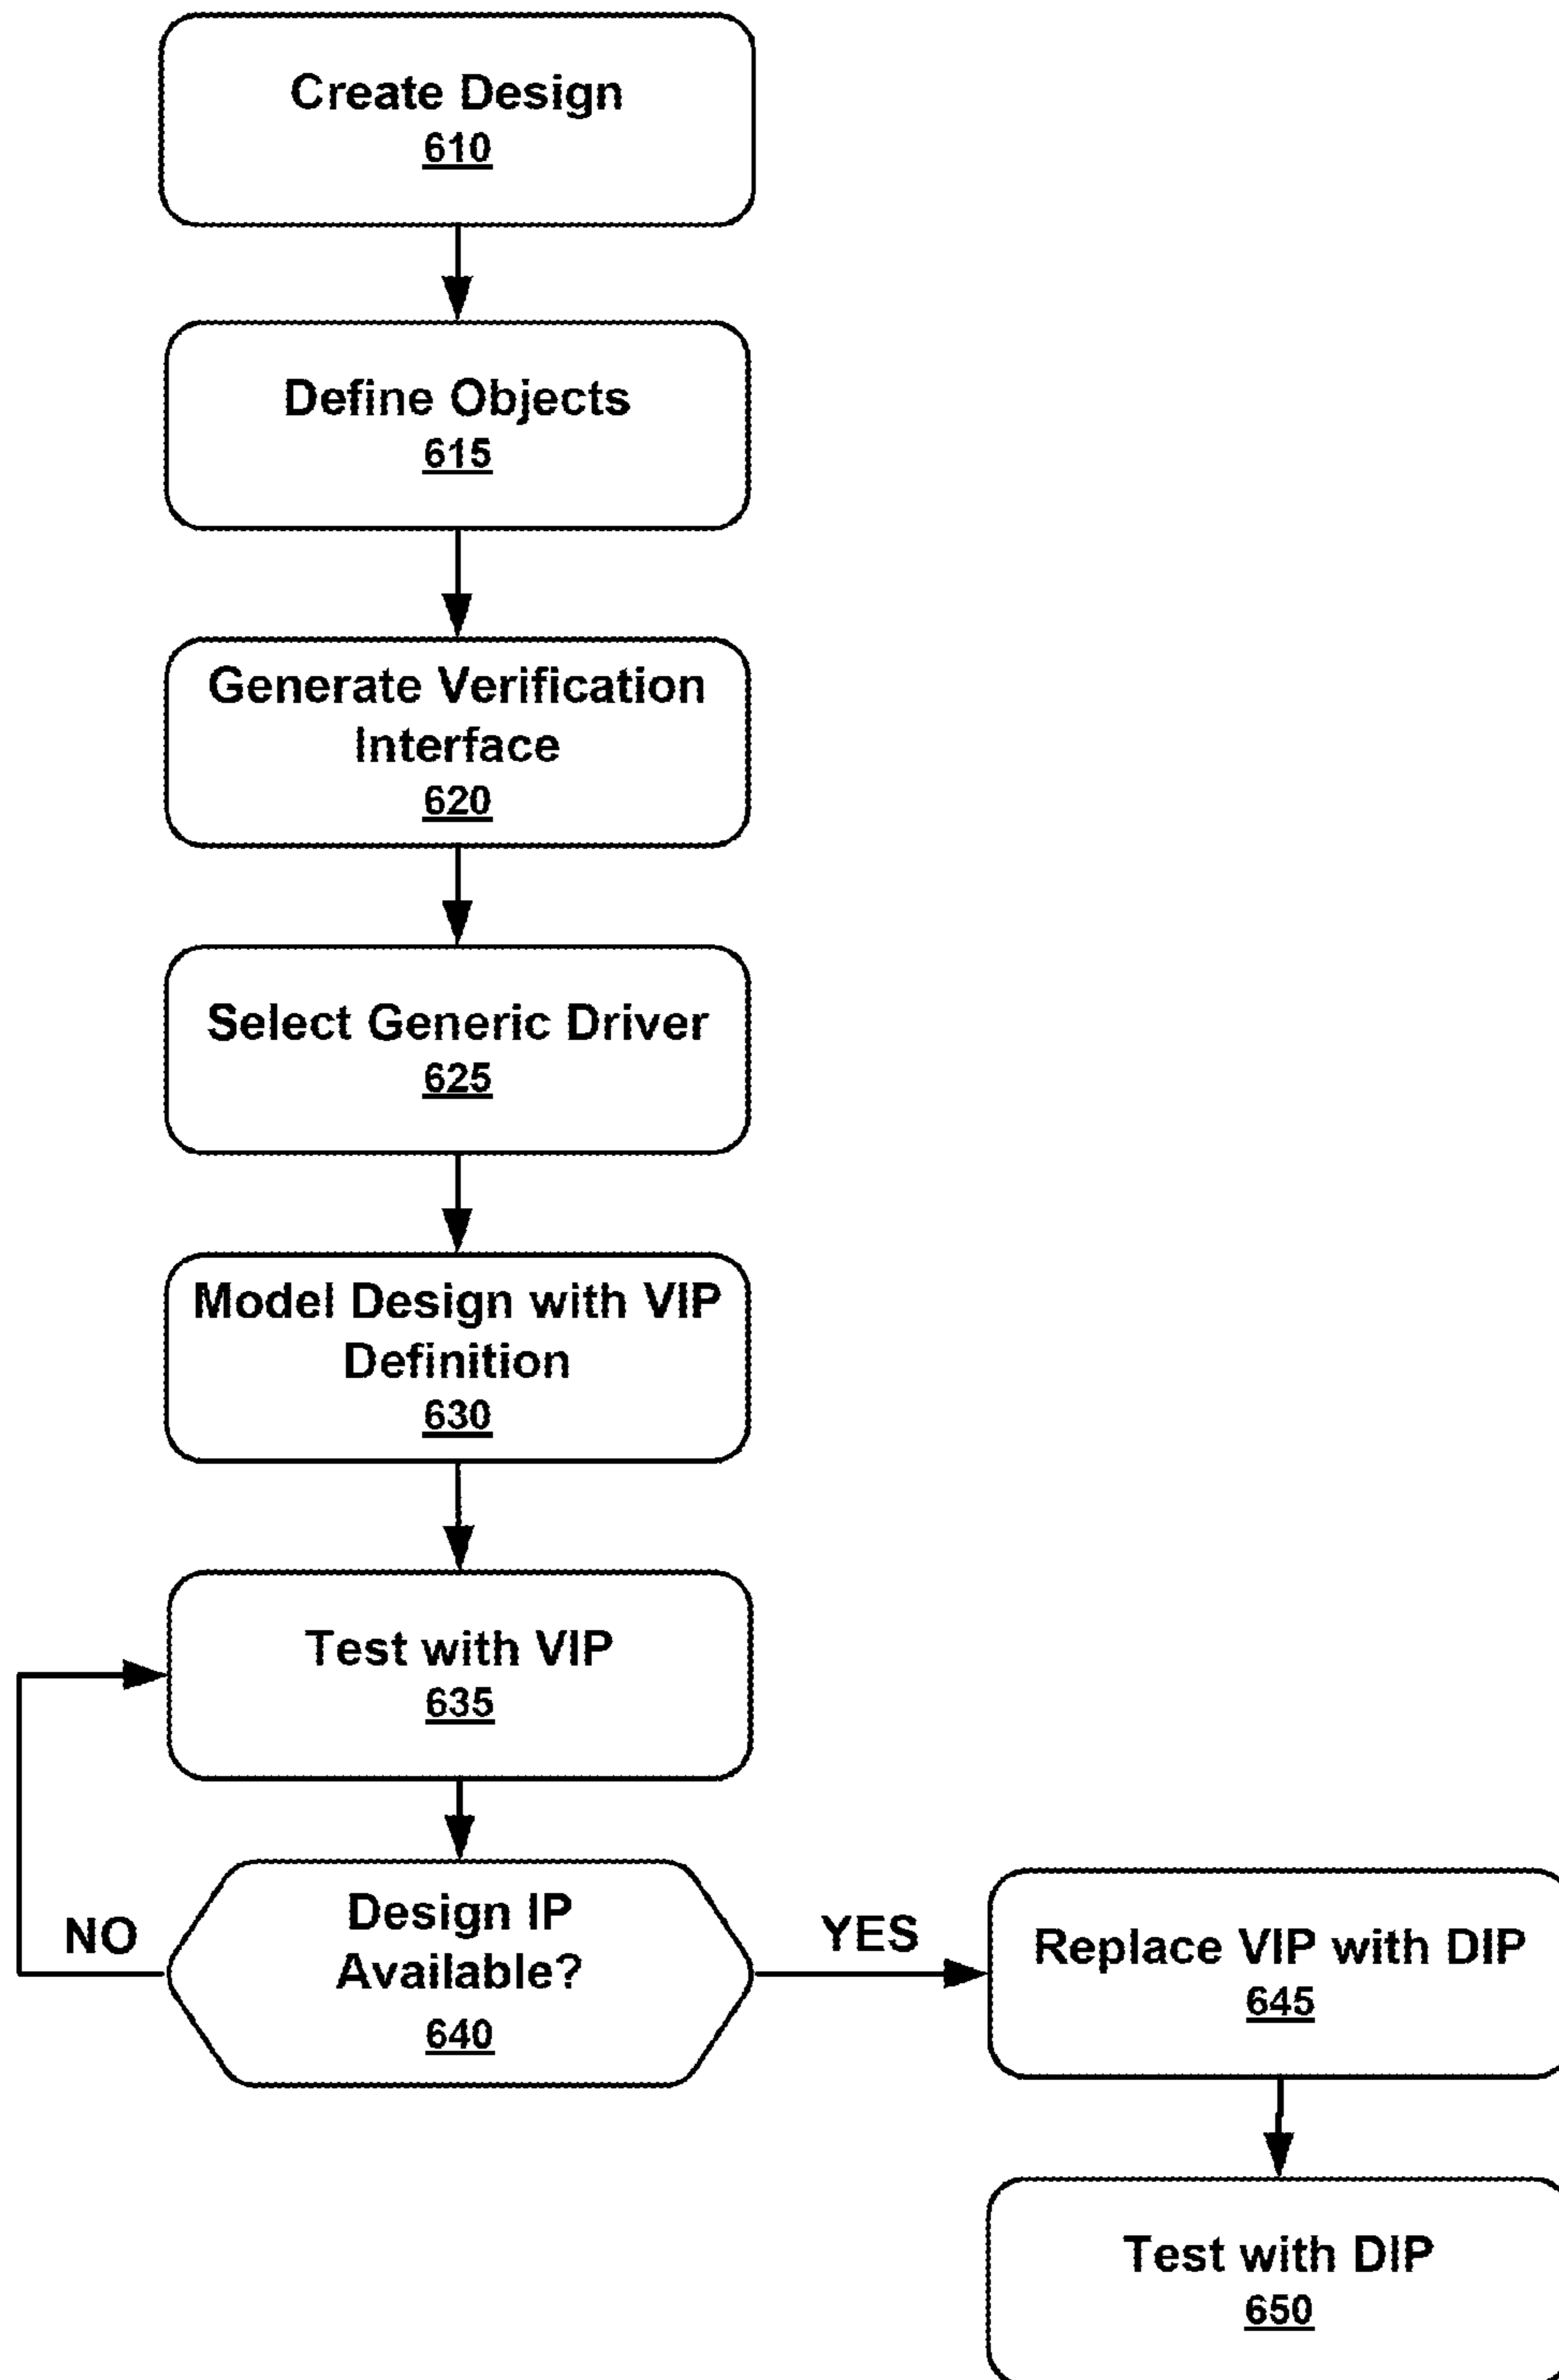 Create Design
610
Define Objects
615
Generate Verification
Interface
620
Select Generic Driver
625
Model Design with VIP
Definition
630
Test with VIP
635
Design IP
Available?
640
NO
YES
Replace VIP with DIP
645
Test with DIP
650